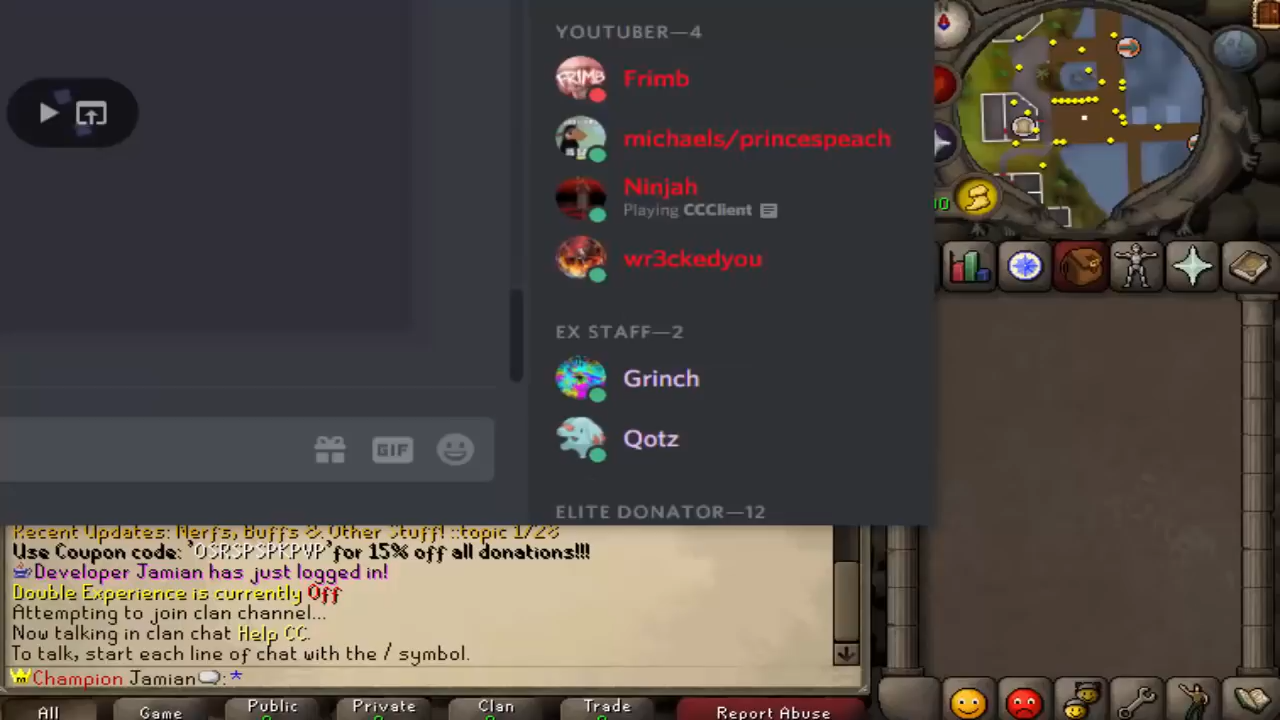 YOUTUBER—4
FRIMB
Frimb
michaels/princespeach
Ninjah
Playing CCClient
wr3ckedyou
EX STAFF—2
Grinch
Qotz
ELITE DONATOR—12
GIF
Recent Updates: Nerfs, Buffs & Other Stuff! ::topic 1728
Use Coupon code: 'OSRSPSPKPVP' for 15% off all donations!!!
Developer Jamian has just logged in!
Double Experience is currently Off
Attempting to join clan channel...
Now talking in clan chat Help CC.
To talk, start each line of chat with the / symbol.
Champion Jamian: *
All
Game
Public
Private
Clan
Trade
Report Abuse